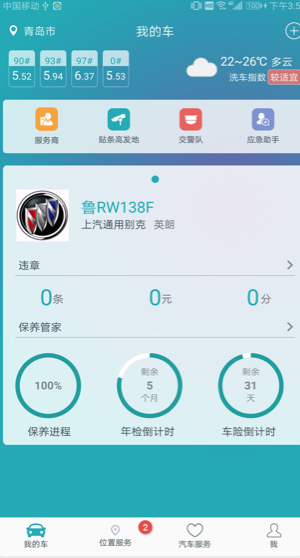 中国移动 100% 下午3:5
青岛市 我的车
90# 93# 97# 0#
5.52 5.94 6.37 5.53
22~26℃ 多云
洗车指数 较适宜
服务商 贴条高发地 交警队 应急助手
鲁RW138F
上汽通用别克 英朗
违章
0条 0元 0分
保养管家
100%
剩余
5
个月
剩余
31
天
保养进程 年检倒计时 车险倒计时
2
我的车 位置服务 汽车服务 我